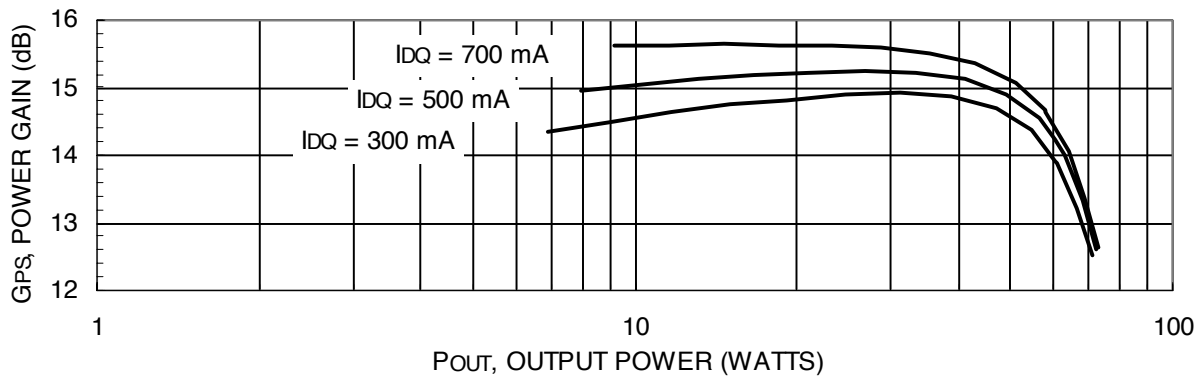 GPS, POWER GAIN (dB)
16
15
14
13
12
IDQ = 700 mA
IDQ = 500 mA
IDQ = 300 mA
1
10
100
POUT, OUTPUT POWER (WATTS)